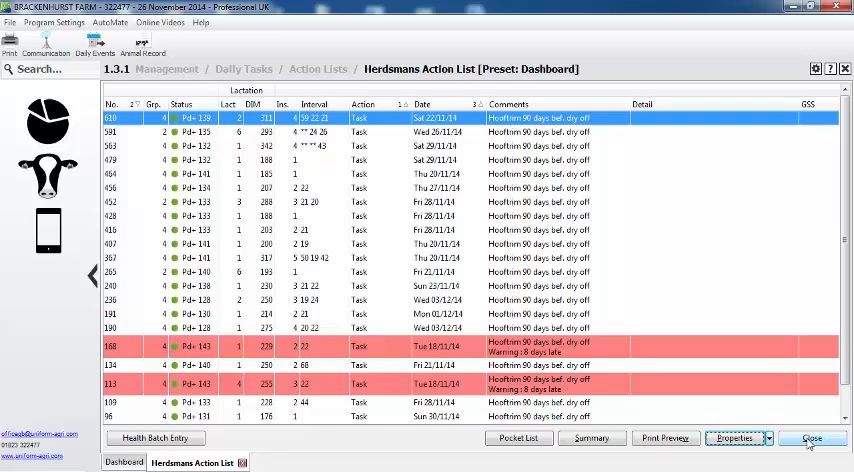 BRACKENHURST FARM - 322477 - 26 November 2014 - Professional UK
File Program Settings AutoMate Online Videos Help
Print Communication Daily Events Animal Record
Search... 1.3.1 Management / Daily Tasks / Action Lists / Herdsmans Action List [Preset: Dashboard]
Lactation
No. 2 Grp. Status Lact DIM Ins. Interval Action 1 Date 3 Comments Detail GSS
610 4 Pd+ 139 2 311 4 59 22 21 Task Sat 22/11/14 Hooftrim 90 days bef. dry off
591 2 Pd+ 135 6 293 4 ** 24 26 Task Wed 26/11/14 Hooftrim 90 days bef. dry off
563 4 Pd+ 132 1 342 4 ** ** 43 Task Sat 29/11/14 Hooftrim 90 days bef. dry off
479 4 Pd+ 132 1 188 1 Task Sat 29/11/14 Hooftrim 90 days bef. dry off
464 4 Pd+ 141 1 185 1 Task Thu 20/11/14 Hooftrim 90 days bef. dry off
456 4 Pd+ 134 1 207 2 22 Task Thu 27/11/14 Hooftrim 90 days bef. dry off
452 2 Pd+ 133 3 288 3 21 20 Task Fri 28/11/14 Hooftrim 90 days bef. dry off
428 4 Pd+ 133 1 188 1 Task Fri 28/11/14 Hooftrim 90 days bef. dry off
416 4 Pd+ 133 1 203 2 21 Task Fri 28/11/14 Hooftrim 90 days bef. dry off
407 4 Pd+ 141 1 200 2 19 Task Thu 20/11/14 Hooftrim 90 days bef. dry off
367 4 Pd+ 141 1 317 5 50 19 42 Task Thu 20/11/14 Hooftrim 90 days bef. dry off
265 2 Pd+ 140 6 193 1 Task Fri 21/11/14 Hooftrim 90 days bef. dry off
240 4 Pd+ 138 1 230 3 21 22 Task Sun 23/11/14 Hooftrim 90 days bef. dry off
236 4 Pd+ 128 2 250 3 19 24 Task Wed 03/12/14 Hooftrim 90 days bef. dry off
191 4 Pd+ 130 1 214 2 21 Task Mon 01/12/14 Hooftrim 90 days bef. dry off
190 4 Pd+ 128 1 275 4 20 22 Task Wed 03/12/14 Hooftrim 90 days bef. dry off
168 4 Pd+ 143 1 229 2 22 Task Tue 18/11/14 Hooftrim 90 days bef. dry off
Warning : 8 days late
134 4 Pd+ 140 1 250 2 68 Task Fri 21/11/14 Hooftrim 90 days bef. dry off
113 4 Pd+ 143 4 255 3 22 Task Tue 18/11/14 Hooftrim 90 days bef. dry off
Warning : 8 days late
109 4 Pd+ 133 1 228 2 44 Task Fri 28/11/14 Hooftrim 90 days bef. dry off
96 4 Pd+ 131 1 176 1 Task Sun 30/11/14 Hooftrim 90 days bef. dry off
officegb@uniform-agri.com
01823 322477
www.uniform-agri.com
Health Batch Entry Pocket List Summary Print Preview Properties Close
Dashboard Herdsmans Action List